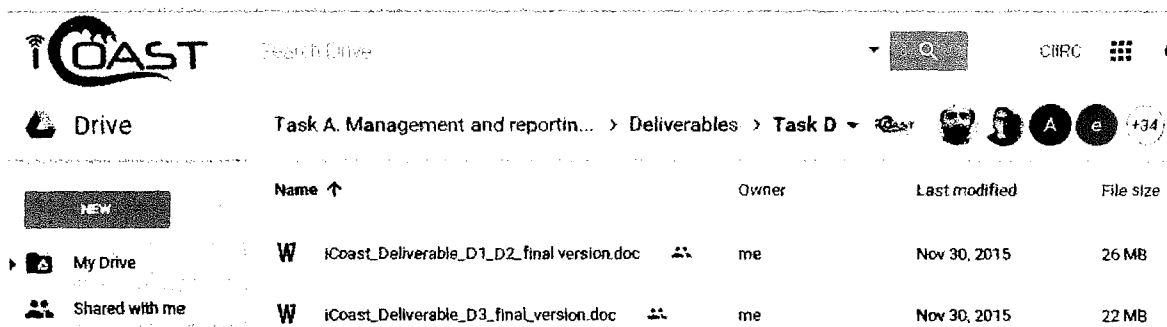 iCOAST
Search Drive
CIIRC
Drive
Task A. Management and reportin... > Deliverables > Task D
iCOAST
A
e
+34
NEW
Name ↑ Owner Last modified File size
My Drive
iCoast_Deliverable_D1_D2_final version.doc me Nov 30, 2015 26 MB
Shared with me
iCoast_Deliverable_D3_final_version.doc me Nov 30, 2015 22 MB